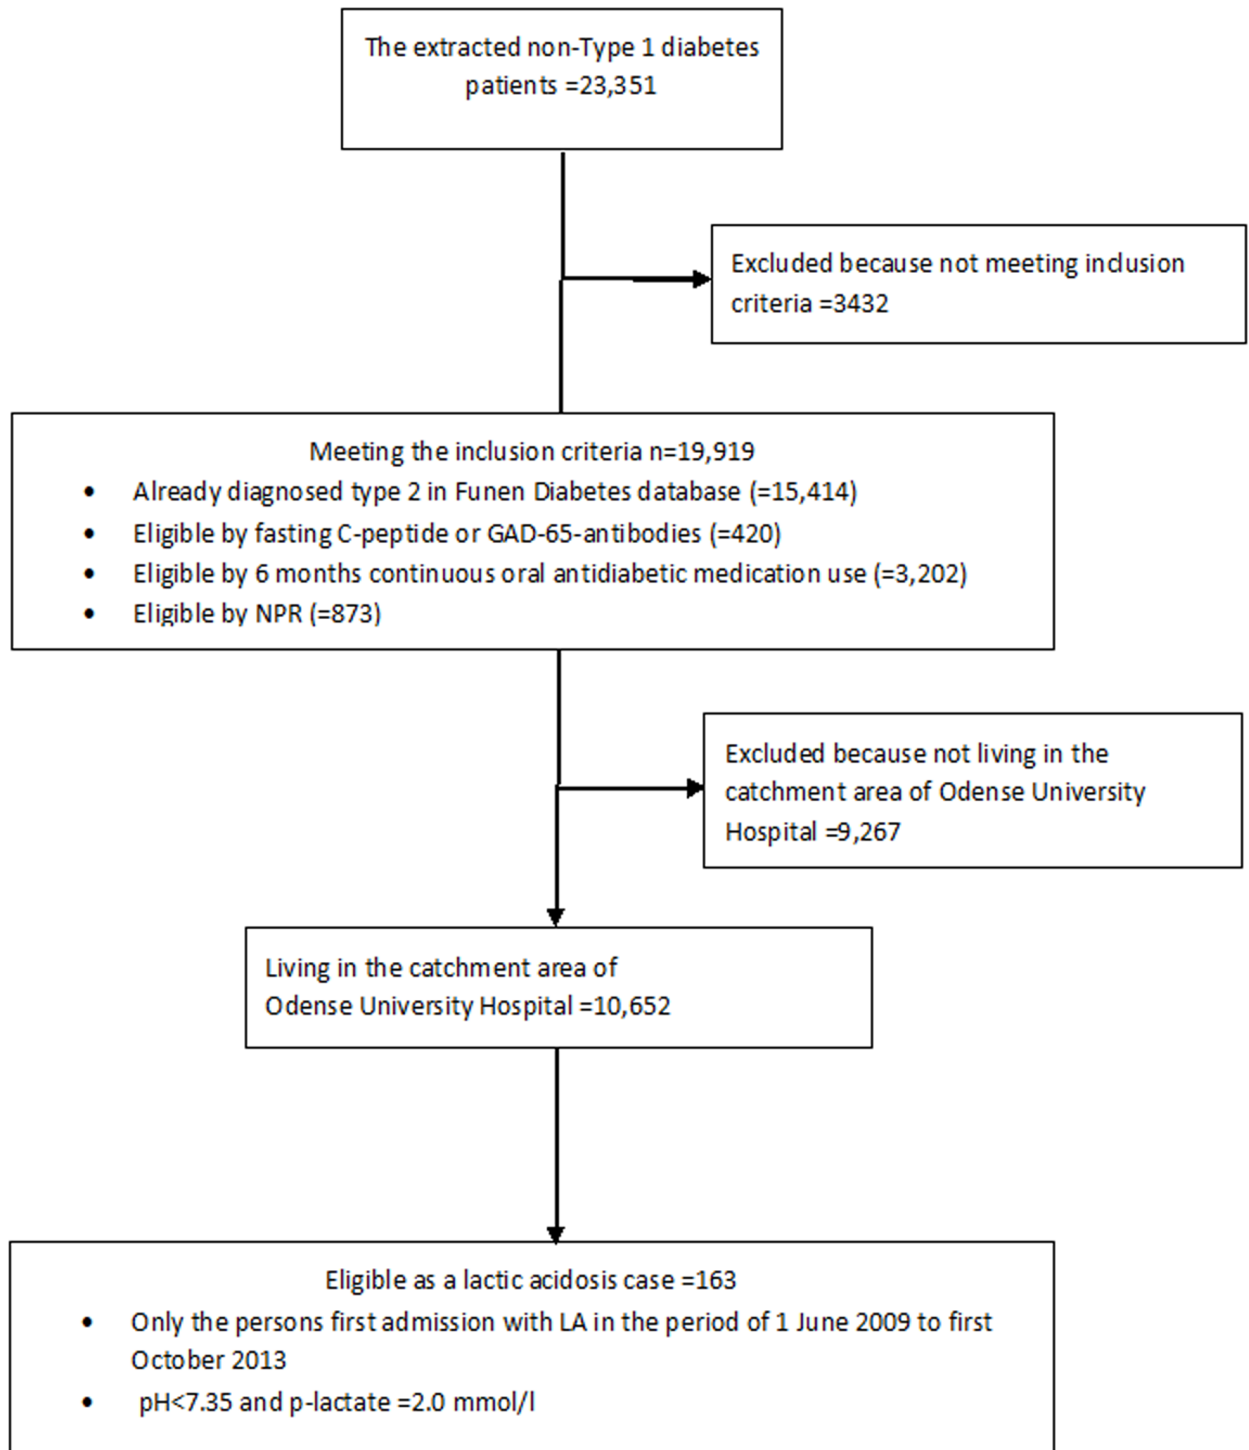 The extracted non-Type 1 diabetes
patients =23,351
Excluded because not meeting inclusion
criteria =3432
Meeting the inclusion criteria n=19,919
• Already diagnosed type 2 in Funen Diabetes database (=15,414)
• Eligible by fasting C-peptide or GAD-65-antibodies (=420)
• Eligible by 6 months continuous oral antidiabetic medication use (=3,202)
• Eligible by NPR (=873)
Excluded because not living in the
catchment area of Odense University
Hospital =9,267
Living in the catchment area of
Odense University Hospital =10,652
Eligible as a lactic acidosis case =163
• Only the persons first admission with LA in the period of 1 June 2009 to first
October 2013
• pH<7.35 and p-lactate =2.0 mmol/l